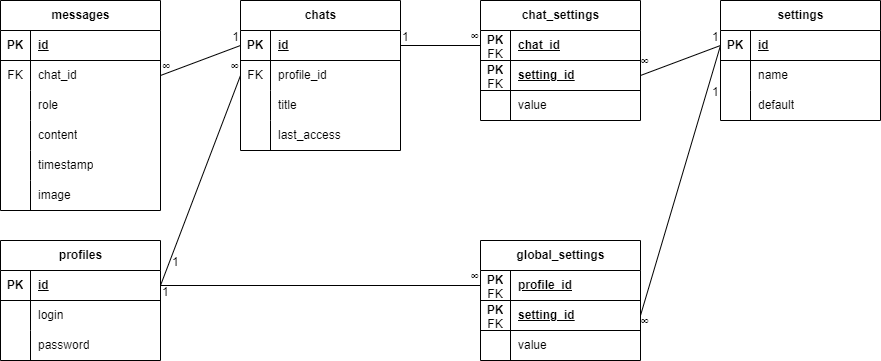 messages
PK id
FK chat_id
role
content
timestamp
image
1
∞
chats
PK id
FK profile_id
title
last_access
∞
1
∞
chat_settings
PK FK chat_id
PK FK setting_id
value
∞
1
1
settings
PK id
name
default
profiles
PK id
login
password
1
1
∞
global_settings
PK FK profile_id
PK FK setting_id
value
∞